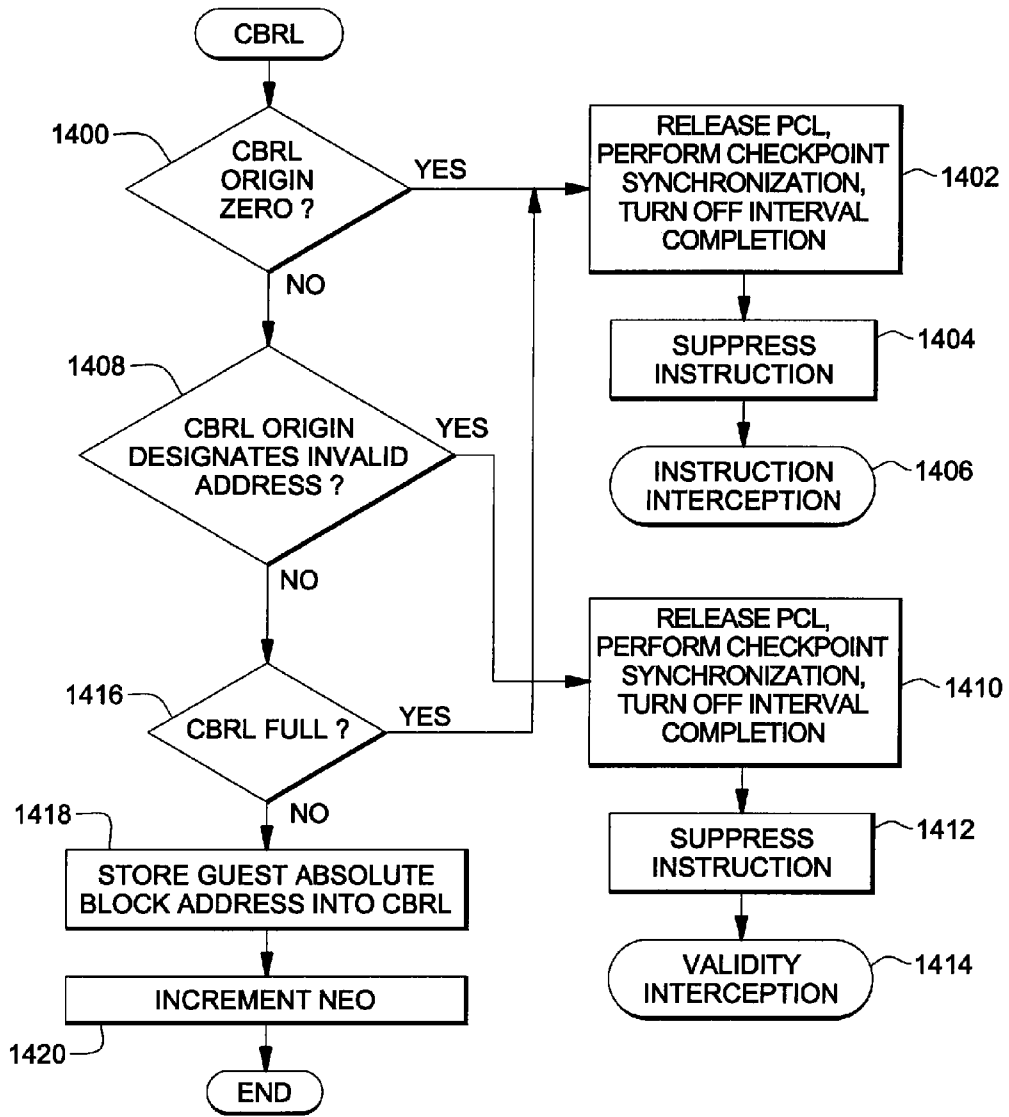 CBRL
1400
CBRL
ORIGIN
ZERO ?
YES
NO
RELEASE PCL,
PERFORM CHECKPOINT
SYNCHRONIZATION,
TURN OFF INTERVAL
COMPLETION
1402
SUPPRESS
INSTRUCTION
1404
INSTRUCTION
INTERCEPTION
1406
1408
CBRL ORIGIN
DESIGNATES INVALID
ADDRESS ?
YES
NO
RELEASE PCL,
PERFORM CHECKPOINT
SYNCHRONIZATION,
TURN OFF INTERVAL
COMPLETION
1410
SUPPRESS
INSTRUCTION
1412
VALIDITY
INTERCEPTION
1414
1416
CBRL FULL ?
YES
NO
1418
STORE GUEST ABSOLUTE
BLOCK ADDRESS INTO CBRL
INCREMENT NEO
1420
END